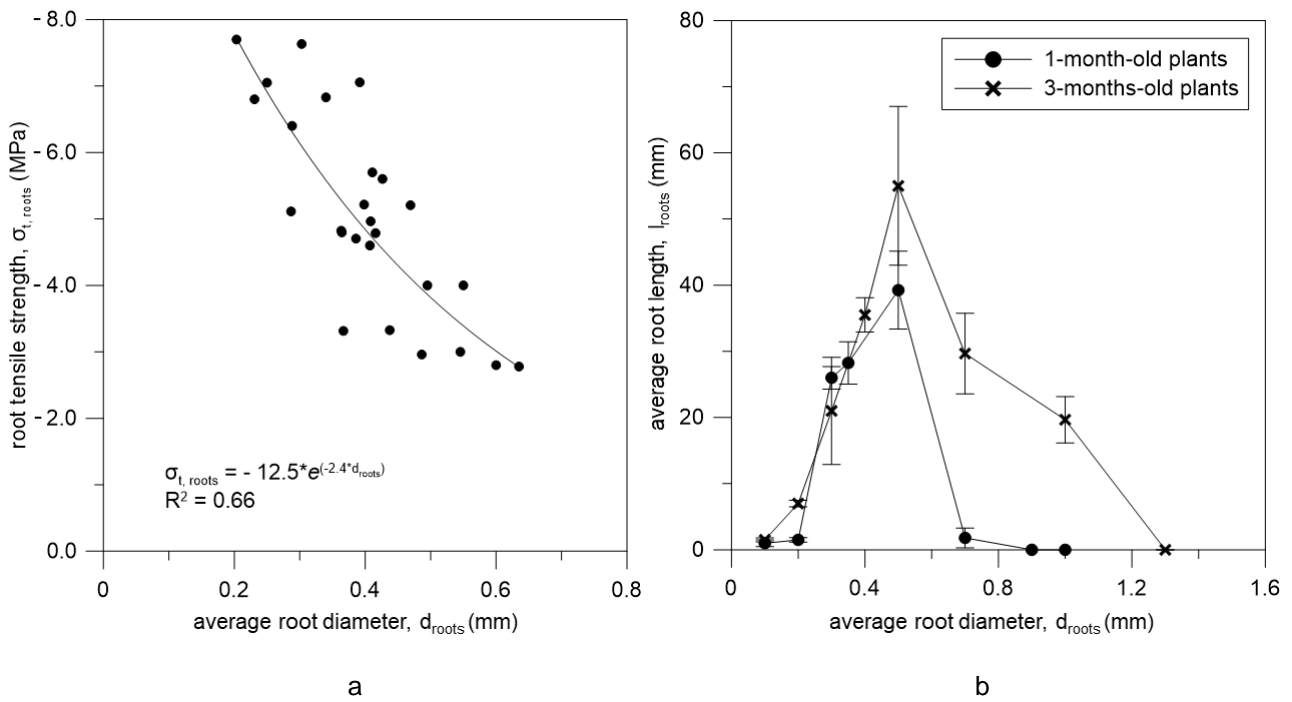 - 8.0
- 6.0
- 4.0
- 2.0
0.0
root tensile strength, σt, roots (MPa)
σt, roots = - 12.5*e(-2.4*droots)
R2 = 0.66
0 0.2 0.4 0.6 0.8
average root diameter, droots (mm)
a
80
60
40
20
0
average root length, lroots (mm)
1-month-old plants
3-months-old plants
0 0.4 0.8 1.2 1.6
average root diameter, droots (mm)
b